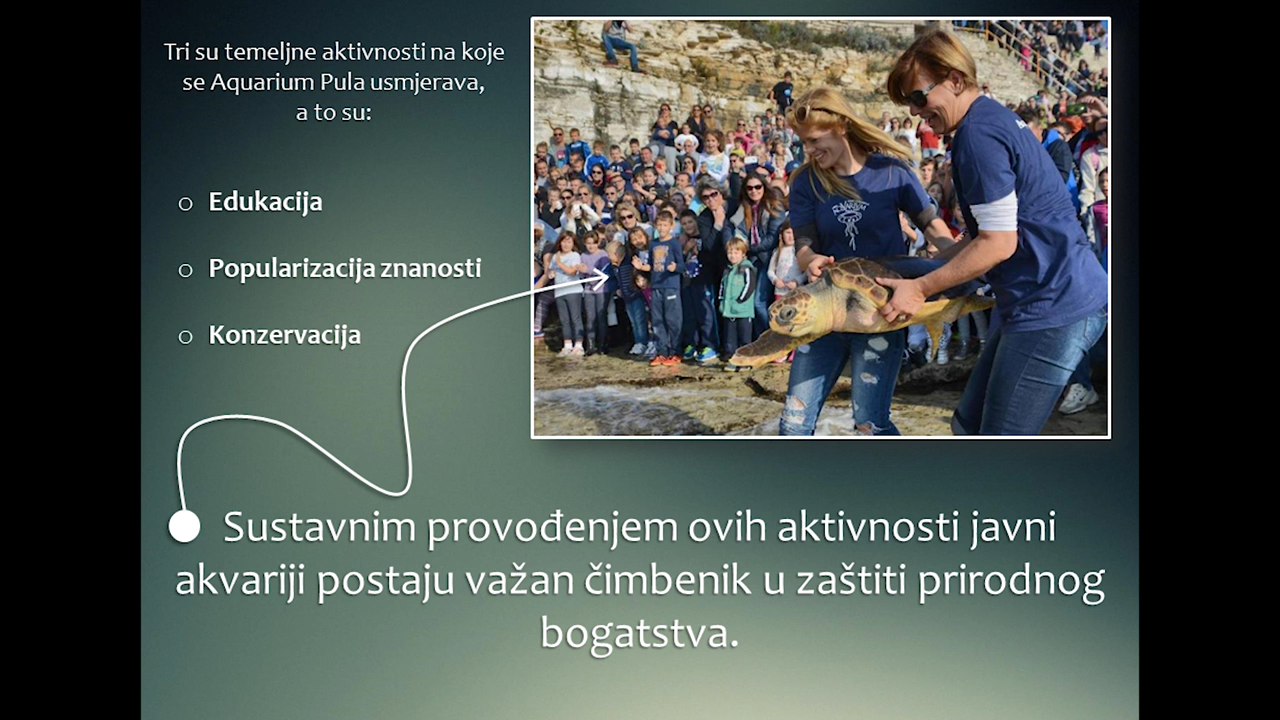 Tri su temeljne aktivnosti na koje
se Aquarium Pula usmjerava,
a to su:
Edukacija
Popularizacija znanosti
Konzervacija
Sustavnim provođenjem ovih aktivnosti javni
akvariji postaju važan čimbenik u zaštiti prirodnog
bogatstva.